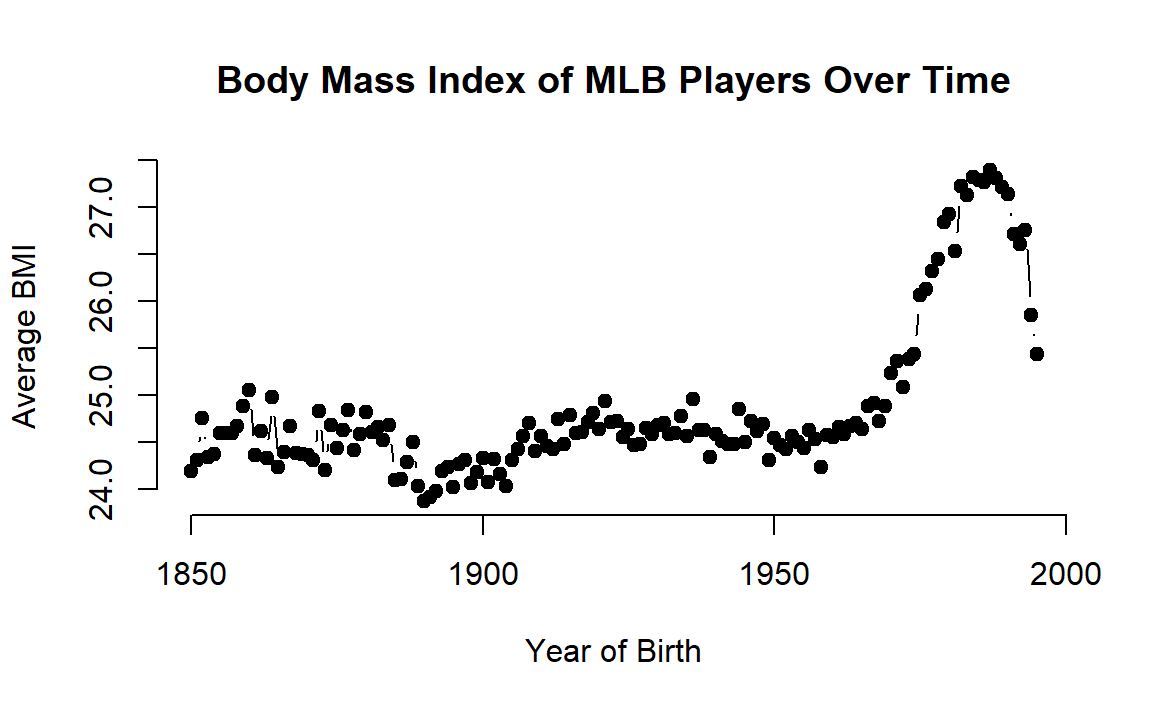 Body Mass Index of MLB Players Over Time
Average BMI
27.0
26.0
25.0
24.0
1850 1900 1950 2000
Year of Birth